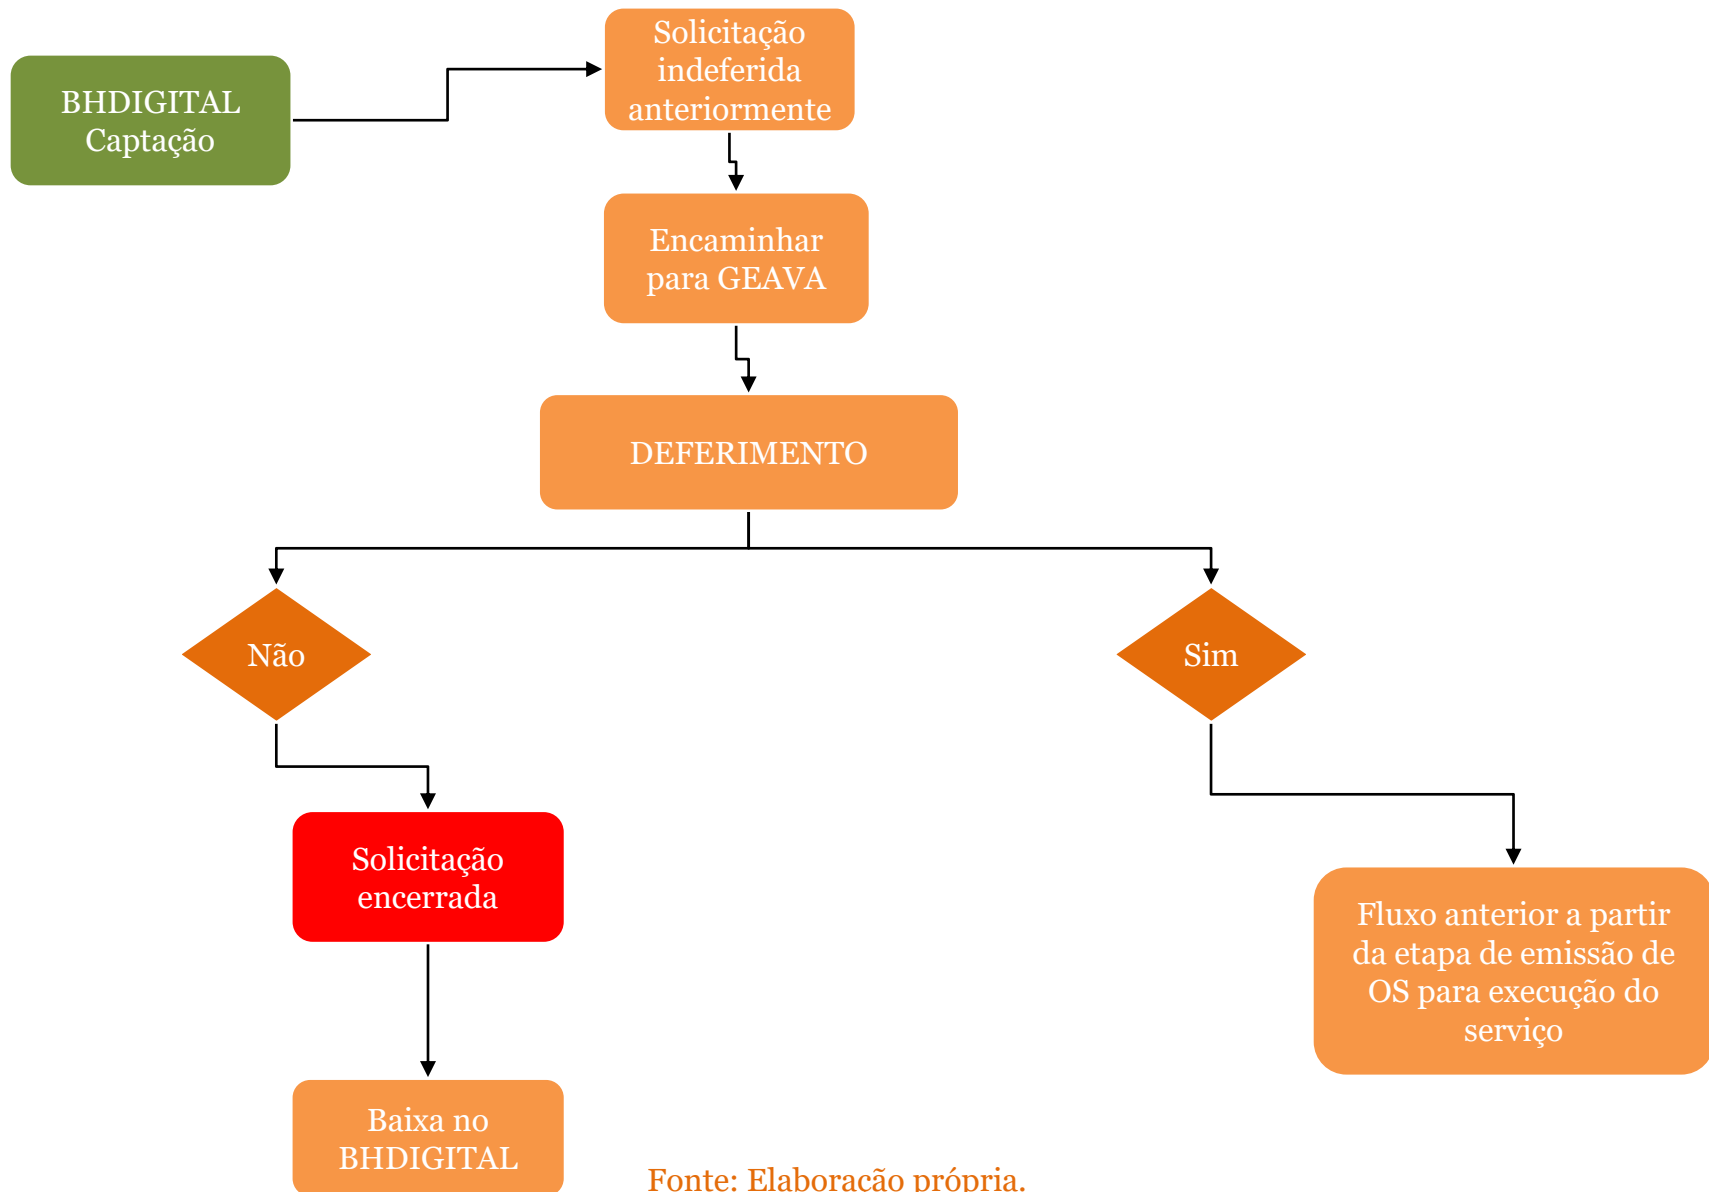 Solicitação
indeferida
anteriormente
BHDIGITAL
Captação
Encaminhar
para GEAVA
DEFERIMENTO
Não
Sim
Solicitação
encerrada
Fluxo anterior a partir
da etapa de emissão de
OS para execução do
serviço
Baixa no
BHDIGITAL
Fonte: Elaboração própria.